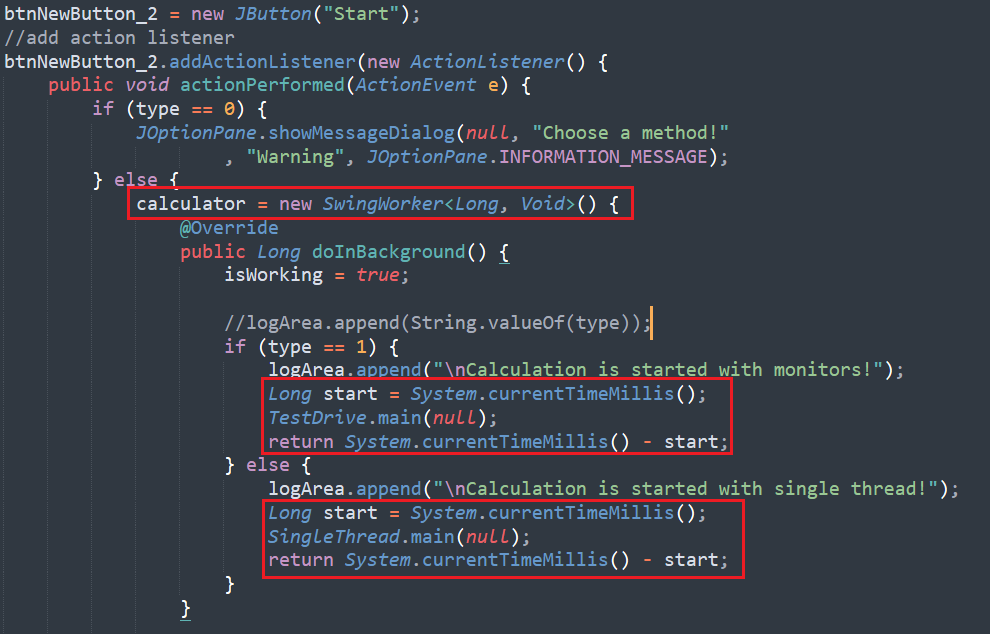 btnNewButton_2 = new JButton("Start");
//add action listener
btnNewButton_2.addActionListener(new ActionListener() {
    public void actionPerformed(ActionEvent e) {
        if (type == 0) {
            JOptionPane.showMessageDialog(null, "Choose a method!"
                    , "Warning", JOptionPane.INFORMATION_MESSAGE);
        } else {
            calculator = new SwingWorker<Long, Void>() {
                @Override
                public Long doInBackground() {
                    isWorking = true;
                    //logArea.append(String.valueOf(type));
                    if (type == 1) {
                        logArea.append("\nCalculation is started with monitors!");
                        Long start = System.currentTimeMillis();
                        TestDrive.main(null);
                        return System.currentTimeMillis() - start;
                    } else {
                        logArea.append("\nCalculation is started with single thread!");
                        Long start = System.currentTimeMillis();
                        SingleThread.main(null);
                        return System.currentTimeMillis() - start;
                    }
                }